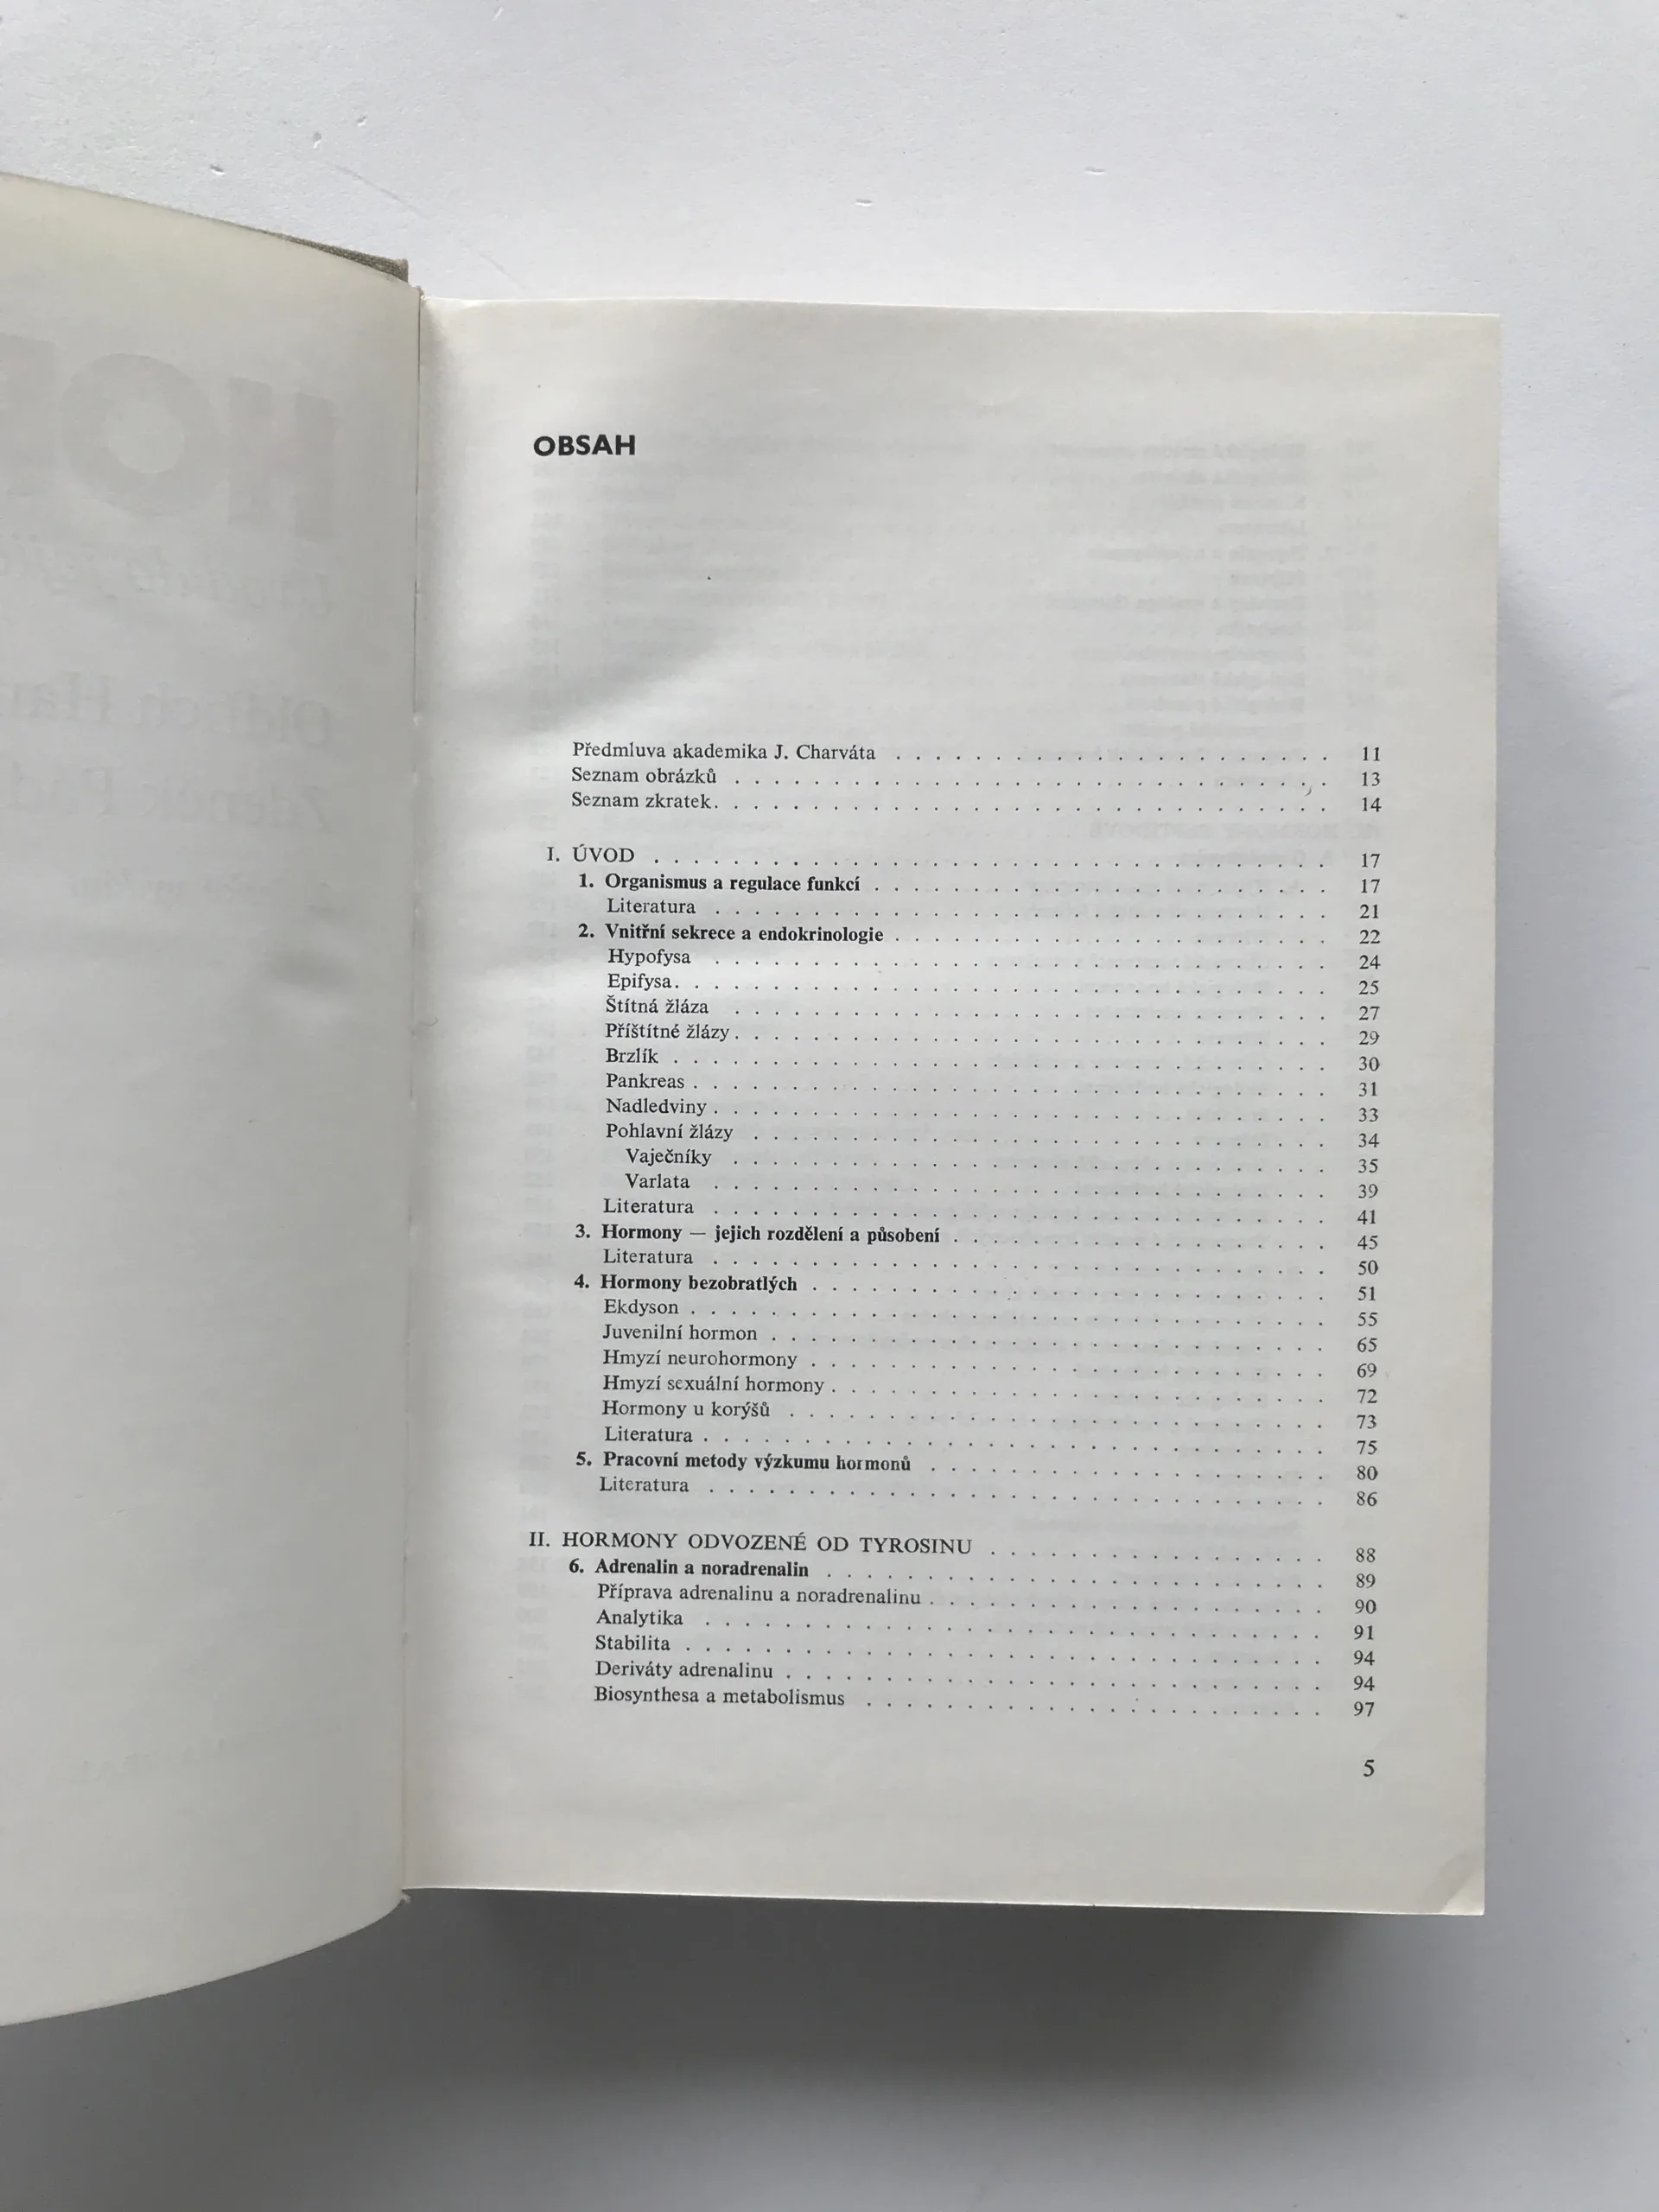 OBSAH
Předmluva akademika J. Charváta . . . . . . . . . . . . . . . . . . . . . . 11
Seznam obrázků . . . . . . . . . . . . . . . . . . . . . . . . . . . . . . 13
Seznam zkratek. . . . . . . . . . . . . . . . . . . . . . . . . . . . . . . 14
I. ÚVOD . . . . . . . . . . . . . . . . . . . . . . . . . . . . . . . . . . 17
1. Organismus a regulace funkcí . . . . . . . . . . . . . . . . . . . . . . . 17
Literatura . . . . . . . . . . . . . . . . . . . . . . . . . . . . . . . 21
2. Vnitřní sekrece a endokrinologie . . . . . . . . . . . . . . . . . . . . . . 22
Hypofysa . . . . . . . . . . . . . . . . . . . . . . . . . . . . . . . 24
Epifysa. . . . . . . . . . . . . . . . . . . . . . . . . . . . . . . . . 25
Štítná žláza . . . . . . . . . . . . . . . . . . . . . . . . . . . . . . 27
Příštítné žlázy . . . . . . . . . . . . . . . . . . . . . . . . . . . . . . 29
Brzlík . . . . . . . . . . . . . . . . . . . . . . . . . . . . . . . . . 30
Pankreas . . . . . . . . . . . . . . . . . . . . . . . . . . . . . . . . 31
Nadledviny . . . . . . . . . . . . . . . . . . . . . . . . . . . . . . . 33
Pohlavní žlázy . . . . . . . . . . . . . . . . . . . . . . . . . . . . . 34
Vaječníky . . . . . . . . . . . . . . . . . . . . . . . . . . . . . . 35
Varlata . . . . . . . . . . . . . . . . . . . . . . . . . . . . . . . 39
Literatura . . . . . . . . . . . . . . . . . . . . . . . . . . . . . . . 41
3. Hormony — jejich rozdělení a působení . . . . . . . . . . . . . . . . . . . 45
Literatura . . . . . . . . . . . . . . . . . . . . . . . . . . . . . . . 50
4. Hormony bezobratlých . . . . . . . . . . . . . . . . . . . . . . . . . . 51
Ekdyson . . . . . . . . . . . . . . . . . . . . . . . . . . . . . . . . 55
Juvenilní hormon . . . . . . . . . . . . . . . . . . . . . . . . . . . . 65
Hmyzí neurohormony . . . . . . . . . . . . . . . . . . . . . . . . . . 69
Hmyzí sexuální hormony . . . . . . . . . . . . . . . . . . . . . . . . . 72
Hormony u korýšů . . . . . . . . . . . . . . . . . . . . . . . . . . . 73
Literatura . . . . . . . . . . . . . . . . . . . . . . . . . . . . . . . 75
5. Pracovní metody výzkumu hormonů . . . . . . . . . . . . . . . . . . . . 80
Literatura . . . . . . . . . . . . . . . . . . . . . . . . . . . . . . . 86
II. HORMONY ODVOZENÉ OD TYROSINU . . . . . . . . . . . . . . . . . 88
6. Adrenalin a noradrenalin . . . . . . . . . . . . . . . . . . . . . . . . . 89
Příprava adrenalinu a noradrenalinu . . . . . . . . . . . . . . . . . . . . 90
Analytika . . . . . . . . . . . . . . . . . . . . . . . . . . . . . . . 91
Stabilita . . . . . . . . . . . . . . . . . . . . . . . . . . . . . . . . 94
Deriváty adrenalinu . . . . . . . . . . . . . . . . . . . . . . . . . . . 94
Biosynthesa a metabolismus . . . . . . . . . . . . . . . . . . . . . . . 97
5